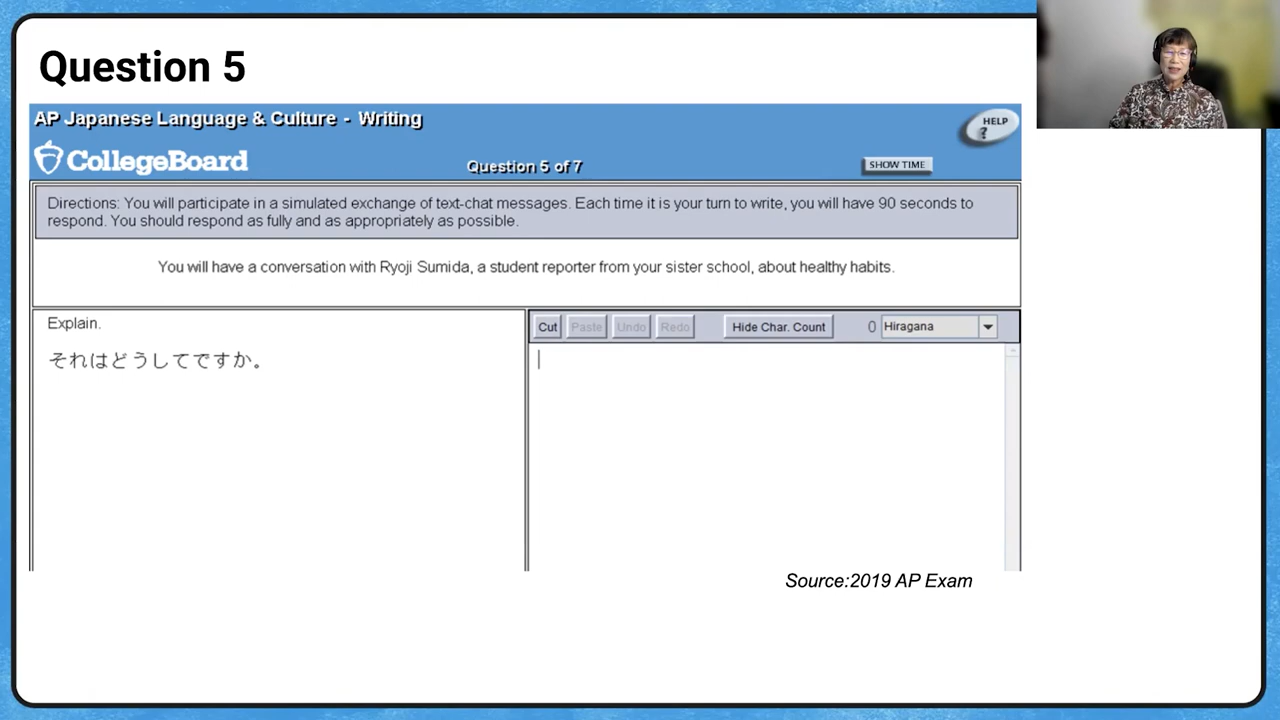 Question 5
AP Japanese Language & Culture - Writing
HELP
?
CollegeBoard
Question 5 of 7
SHOW TIME
Directions: You will participate in a simulated exchange of text-chat messages. Each time it is your turn to write, you will have 90 seconds to
respond. You should respond as fully and as appropriately as possible.
You will have a conversation with Ryoji Sumida, a student reporter from your sister school, about healthy habits.
Explain.
それはどうしてですか。
Cut
Paste
Undo
Redo
Hide Char. Count
0
Hiragana
Source:2019 AP Exam